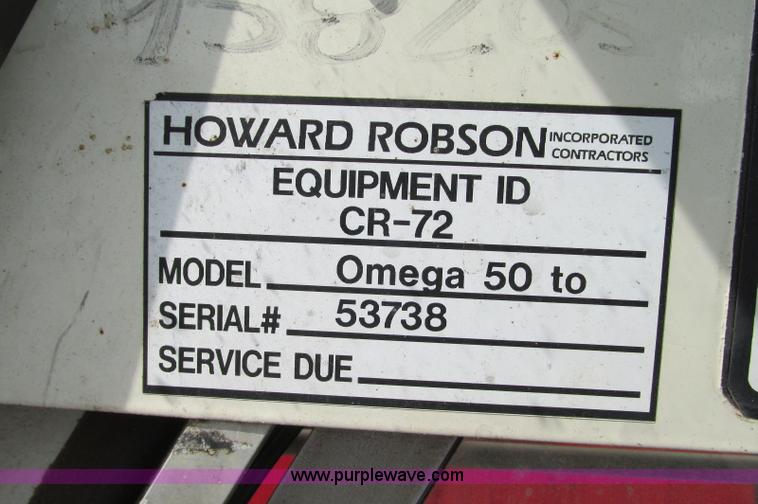 HOWARD ROBSON INCORPORATED CONTRACTORS
EQUIPMENT ID
CR-72
MODEL Omega 50 to
SERIAL# 53738
SERVICE DUE
www.purplewave.com